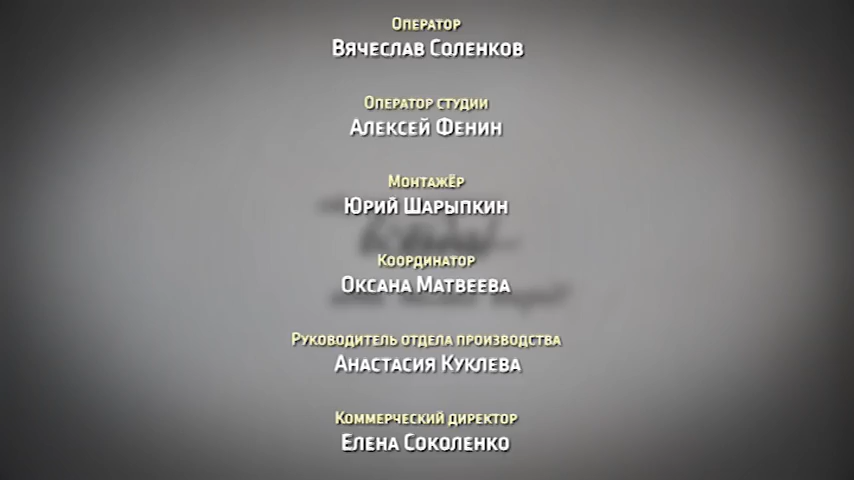 Оператор
Вячеслав Соленков
Оператор студии
Алексей Фенин
Монтажёр
Юрий Шарыпкин
Координатор
Оксана Матвеева
Руководитель отдела производства
Анастасия Куклева
Коммерческий директор
Елена Соколенко